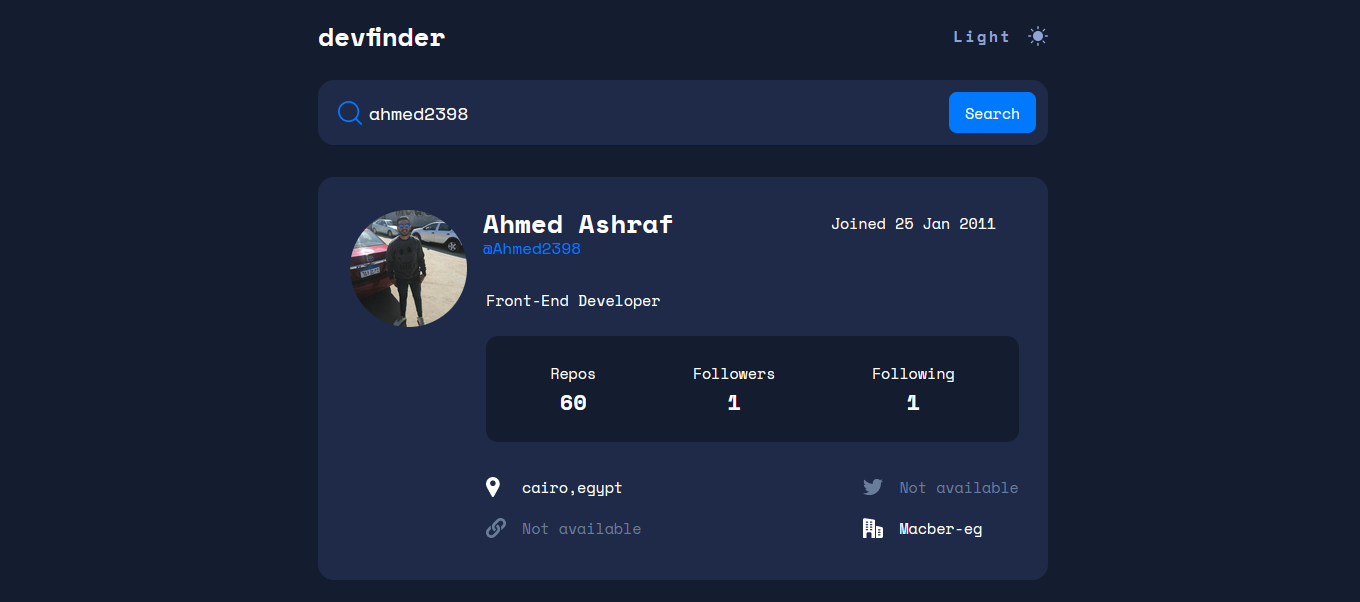 devfinder
Light
ahmed2398
Search
Ahmed Ashraf
Joined 25 Jan 2011
@Ahmed2398
Front-End Developer
Repos
Followers
Following
60
1
1
cairo,egypt
Not available
Not available
Macber-eg